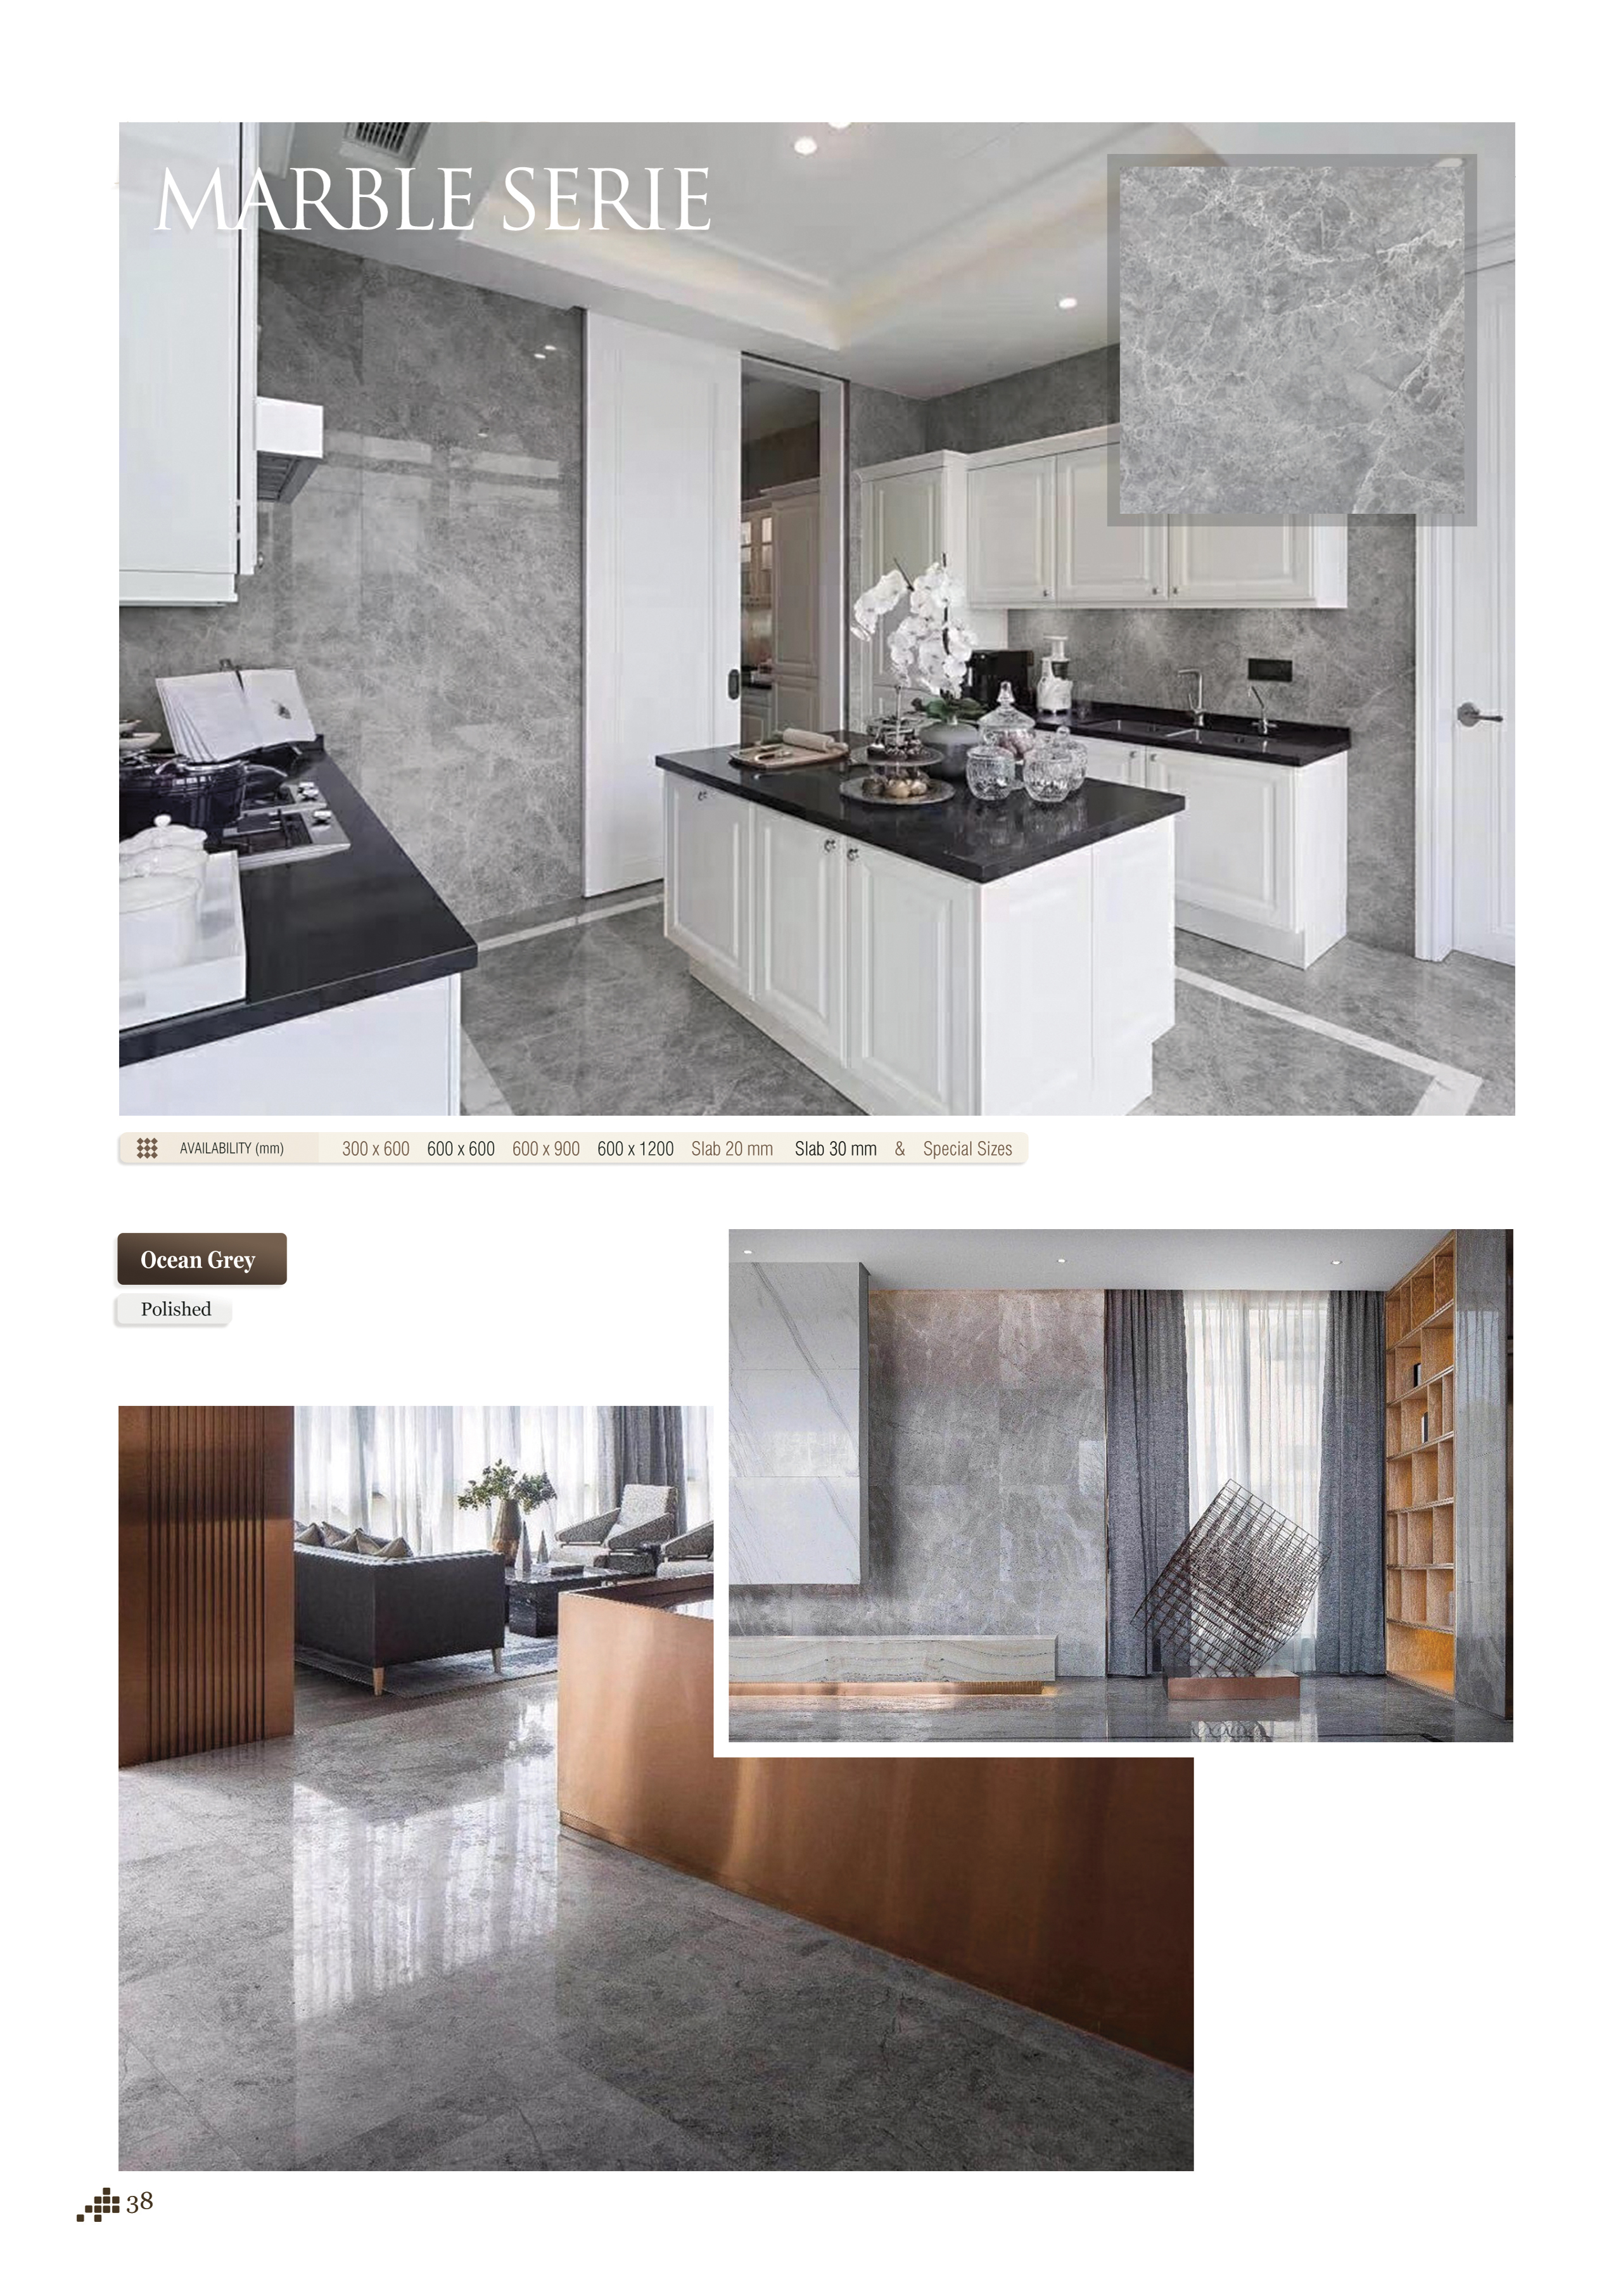 MARBLE SERIE
AVAILABILITY (mm) 300 x 600 600 x 600 600 x 900 600 x 1200 Slab 20 mm Slab 30 mm & Special Sizes
Ocean Grey
Polished
38